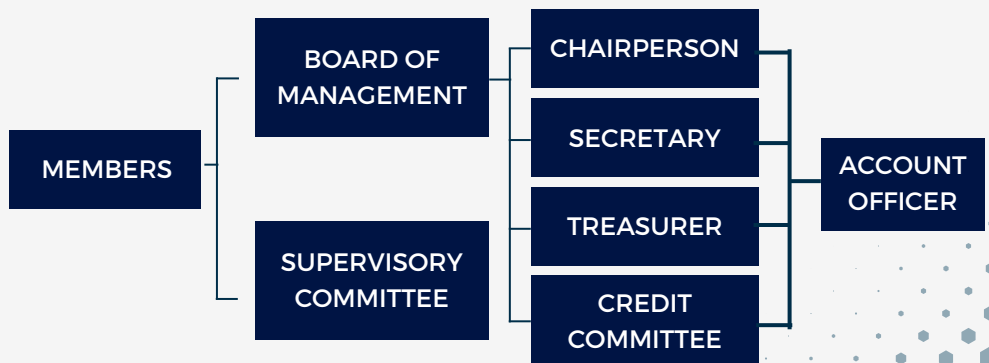 MEMBERS
BOARD OF
MANAGEMENT
SUPERVISORY
COMMITTEE
CHAIRPERSON
SECRETARY
TREASURER
CREDIT
COMMITTEE
ACCOUNT
OFFICER